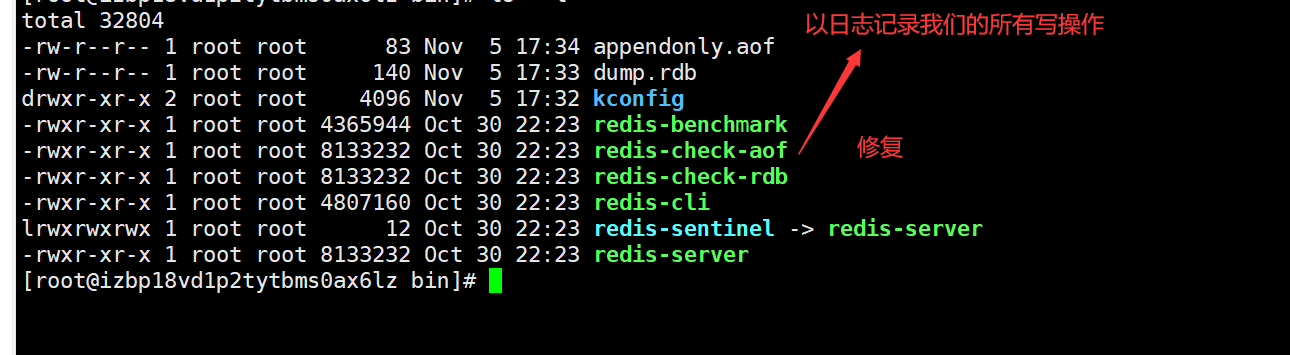 total 32804
以日志记录我们的所有写操作
-rw-r--r-- 1 root root      83 Nov  5 17:34 appendonly.aof
-rw-r--r-- 1 root root     140 Nov  5 17:33 dump.rdb
drwxr-xr-x 2 root root    4096 Nov  5 17:32 kconfig
-rwxr-xr-x 1 root root 4365944 Oct 30 22:23 redis-benchmark
-rwxr-xr-x 1 root root 8133232 Oct 30 22:23 redis-check-aof
修复
-rwxr-xr-x 1 root root 8133232 Oct 30 22:23 redis-check-rdb
-rwxr-xr-x 1 root root 4807160 Oct 30 22:23 redis-cli
lrwxrwxrwx 1 root root      12 Oct 30 22:23 redis-sentinel -> redis-server
-rwxr-xr-x 1 root root 8133232 Oct 30 22:23 redis-server
[root@izbp18vd1p2tytbms0ax6lz bin]#